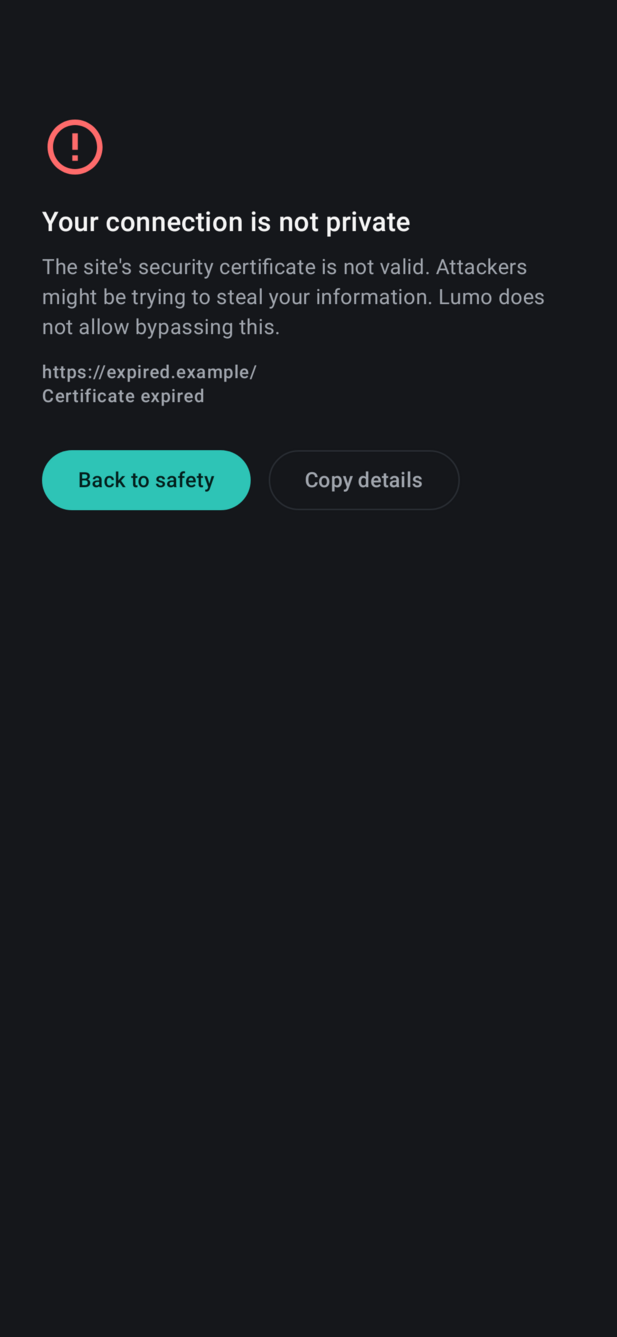 Your connection is not private
The site's security certificate is not valid. Attackers
might be trying to steal your information. Lumo does
not allow bypassing this.
https://expired.example/
Certificate expired
Back to safety
Copy details